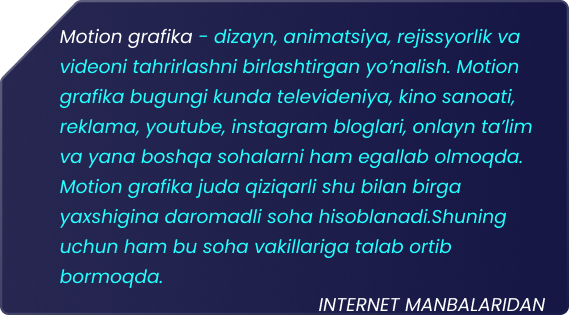 Motion grafika - dizayn, animatsiya, rejissyorlik va
videoni tahrirlashni birlashtirgan yo’nalish. Motion
grafika bugungi kunda televideniya, kino sanoati,
reklama, youtube, instagram bloglari, onlayn ta’lim
va yana boshqa sohalarni ham egallab olmoqda.
Motion grafika juda qiziqarli shu bilan birga
yaxshigina daromadli soha hisoblanadi.Shuning
uchun ham bu soha vakillariga talab ortib
bormoqda.
INTERNET MANBALARIDAN